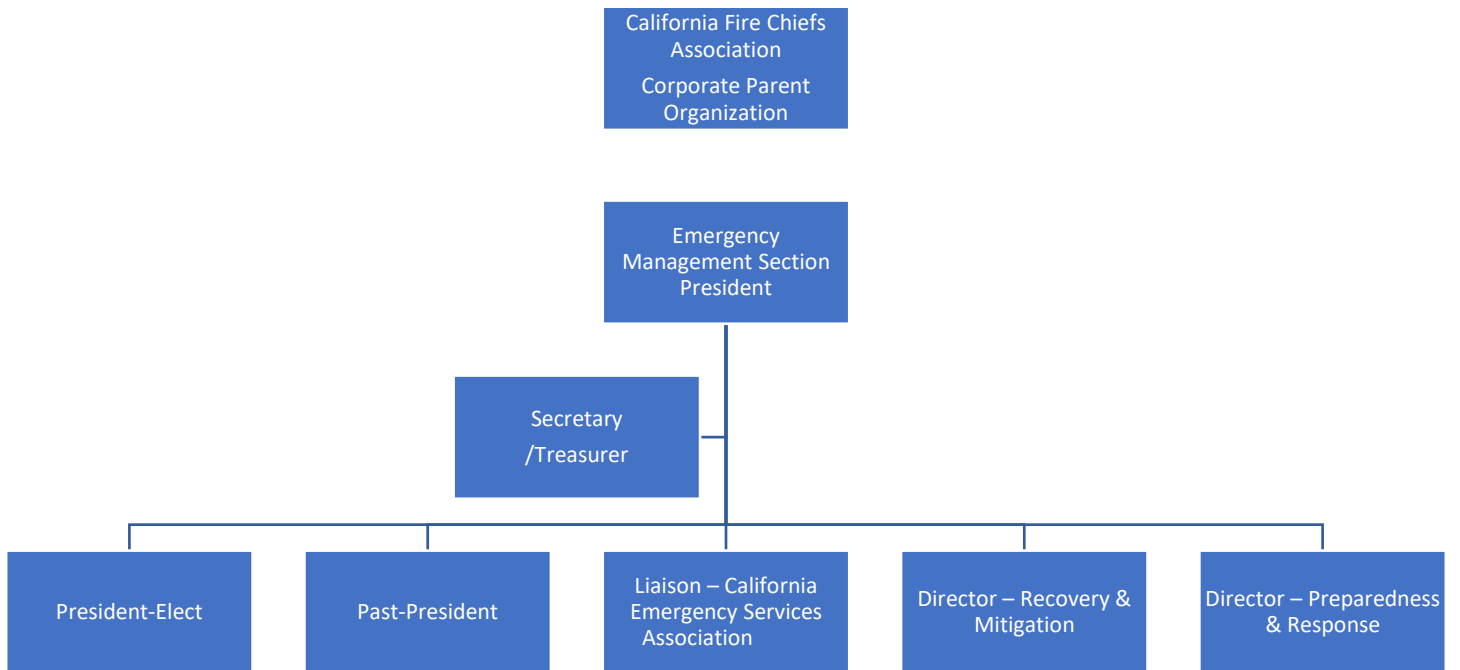 California Fire Chiefs
Association
Corporate Parent
Organization
Emergency
Management Section
President
Secretary
/Treasurer
President-Elect
Past-President
Liaison – California
Emergency Services
Association
Director – Recovery &
Mitigation
Director – Preparedness
& Response